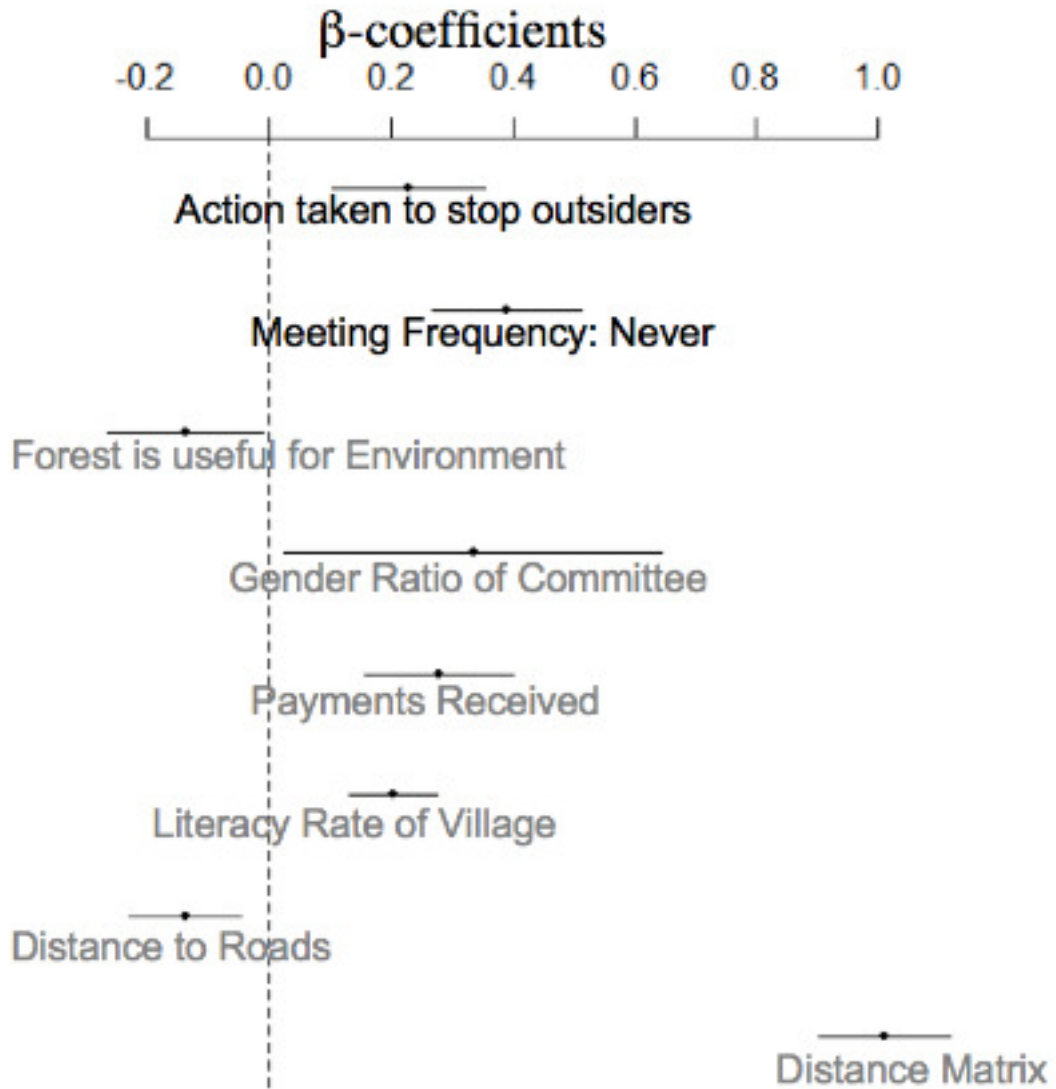 β-coefficients
-0.2 0.0 0.2 0.4 0.6 0.8 1.0
Action taken to stop outsiders
Meeting Frequency: Never
Forest is useful for Environment
Gender Ratio of Committee
Payments Received
Literacy Rate of Village
Distance to Roads
Distance Matrix